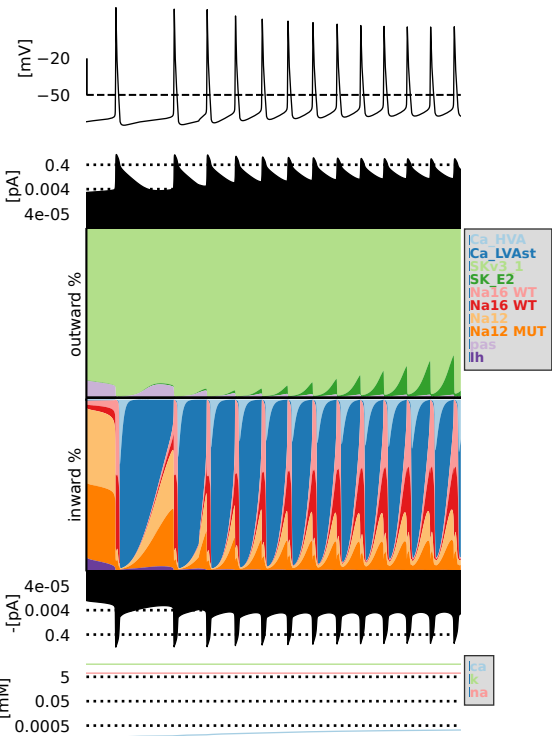 [mV]
−20
−50
[pA]
0.4
0.004
4e-05
outward %
Ca_HVA
Ca_LVAst
SKv3_1
SK_E2
Na16 WT
Na16 WT
Na12
Na12 MUT
pas
Ih
inward %
-[pA]
4e-05
0.004
0.4
[mM]
5
0.05
0.0005
ca
k
na